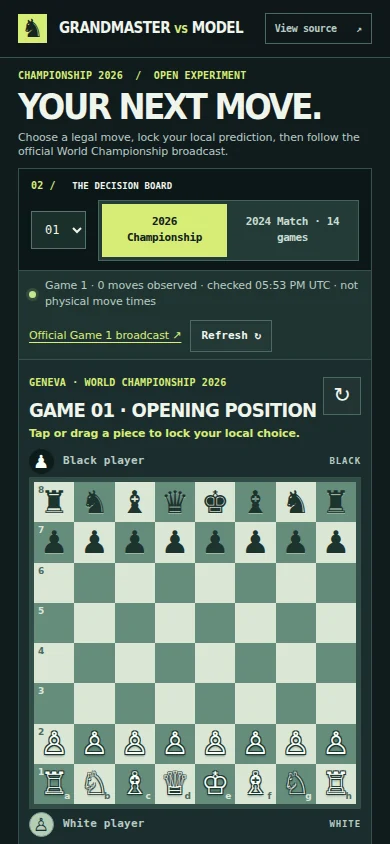 GRANDMASTER VS MODEL
View source ↗
CHAMPIONSHIP 2026 / OPEN EXPERIMENT
YOUR NEXT MOVE.
Choose a legal move, lock your local prediction, then follow the
official World Championship broadcast.
02 / THE DECISION BOARD
01
2026
Championship
2024 Match · 14
games
Game 1 · 0 moves observed · checked 05:53 PM UTC · not
physical move times
Official Game 1 broadcast ↗
Refresh ↻
GENEVA · WORLD CHAMPIONSHIP 2026
GAME 01 · OPENING POSITION
↻
Tap or drag a piece to lock your local choice.
Black player
BLACK
8
7
6
5
4
3
2
1
a b c d e f g h
White player
WHITE